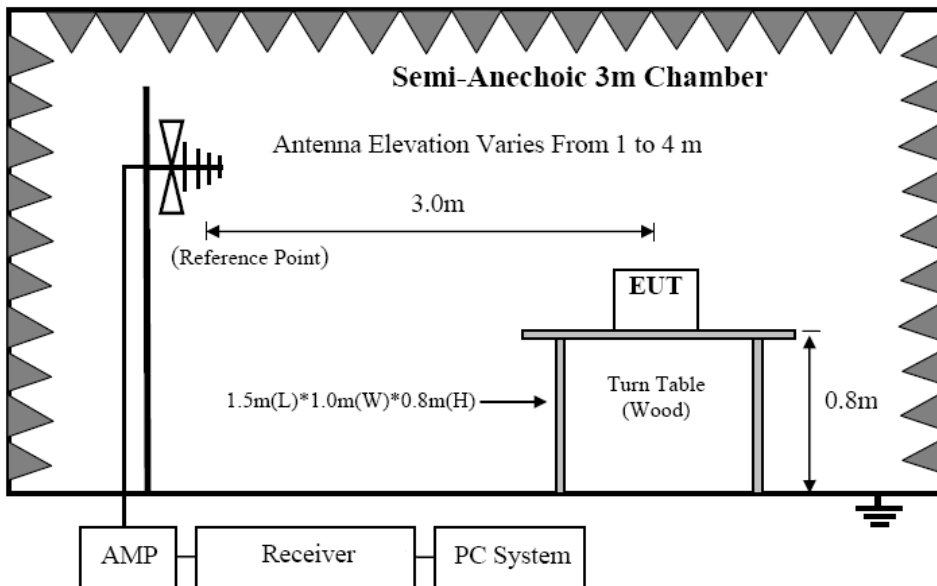 Semi-Anechoic 3m Chamber
Antenna Elevation Varies From 1 to 4 m
3.0m
(Reference Point)
EUT
1.5m(L)*1.0m(W)*0.8m(H)
Turn Table
(Wood)
0.8m
AMP
Receiver
PC System